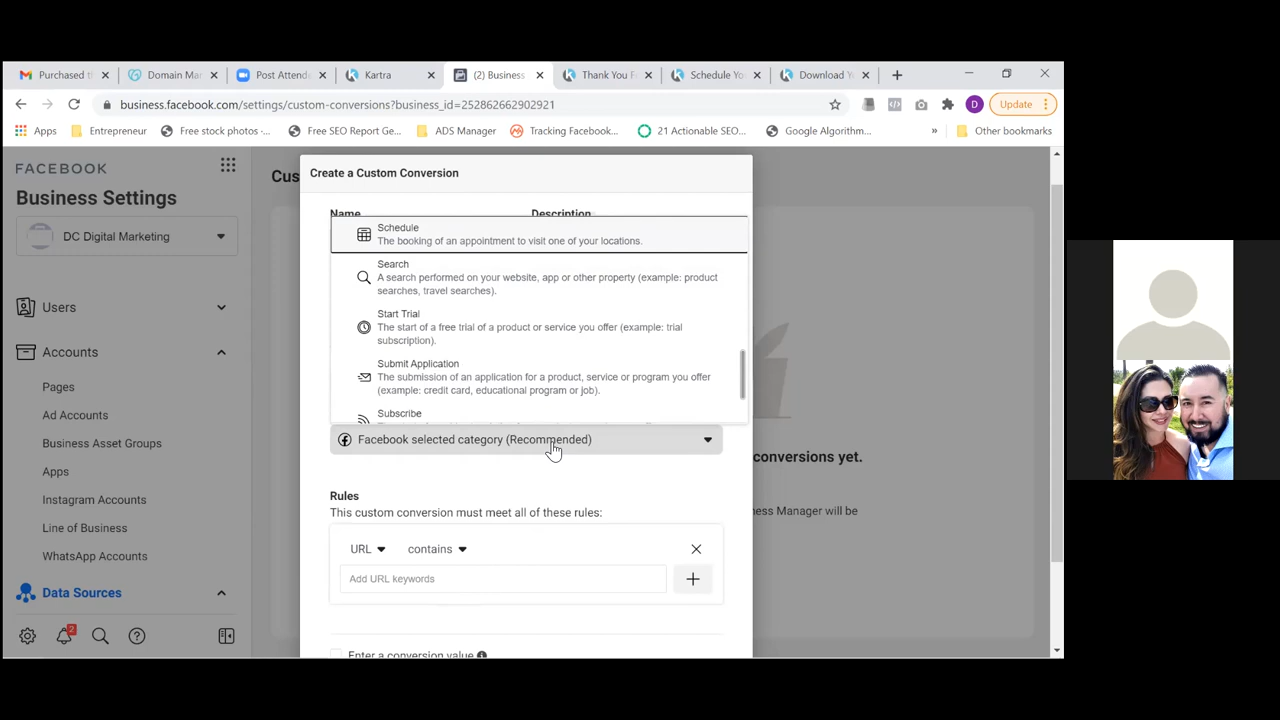 Purchased t
Domain Mar
Post Attende
Kartra
(2) Business
Thank You F
Schedule Yo
Download Y
business.facebook.com/settings/custom-conversions?business_id=252862662902921
D
Update
Apps
Entrepreneur
Free stock photos -...
Free SEO Report Ge...
ADS Manager
Tracking Facebook...
21 Actionable SEO...
Google Algorithm...
»
Other bookmarks
FACEBOOK
Business Settings
DC Digital Marketing
Users
Accounts
Pages
Ad Accounts
Business Asset Groups
Apps
Instagram Accounts
Line of Business
WhatsApp Accounts
Data Sources
2
Cus
Create a Custom Conversion
Name
Description
Schedule
The booking of an appointment to visit one of your locations.
Search
A search performed on your website, app or other property (example: product
searches, travel searches).
Start Trial
The start of a free trial of a product or service you offer (example: trial
subscription).
Submit Application
The submission of an application for a product, service or program you offer
(example: credit card, educational program or job).
Subscribe
Facebook selected category (Recommended)
Rules
This custom conversion must meet all of these rules:
URL
contains
Add URL keywords
Enter a conversion value
conversions yet.
ness Manager will be